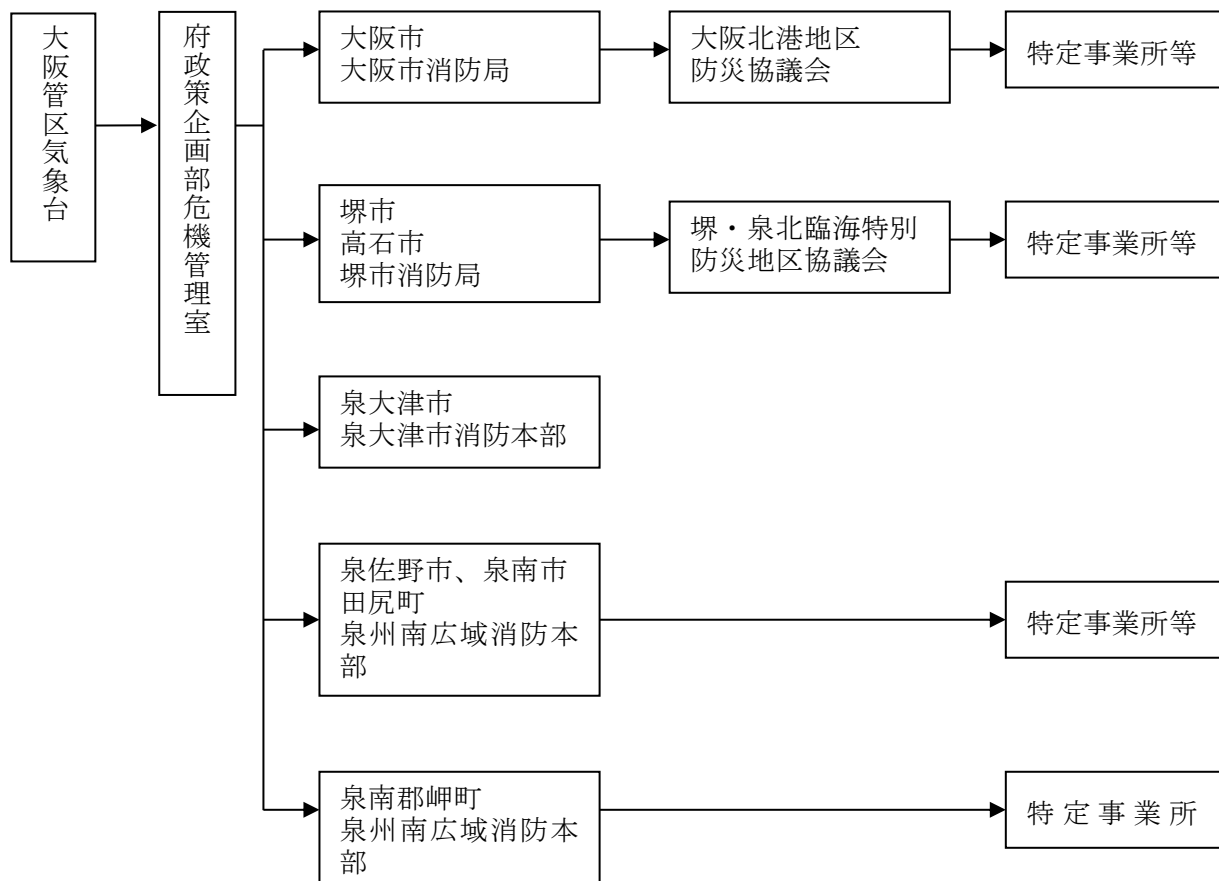 大阪管区気象台
府政策企画部危機管理室
大阪市
大阪市消防局
大阪北港地区
防災協議会
特定事業所等
堺市
高石市
堺市消防局
堺・泉北臨海特別
防災地区協議会
特定事業所等
泉大津市
泉大津市消防本部
泉佐野市、泉南市
田尻町
泉州南広域消防本
部
特定事業所等
泉南郡岬町
泉州南広域消防本
部
特 定 事 業 所